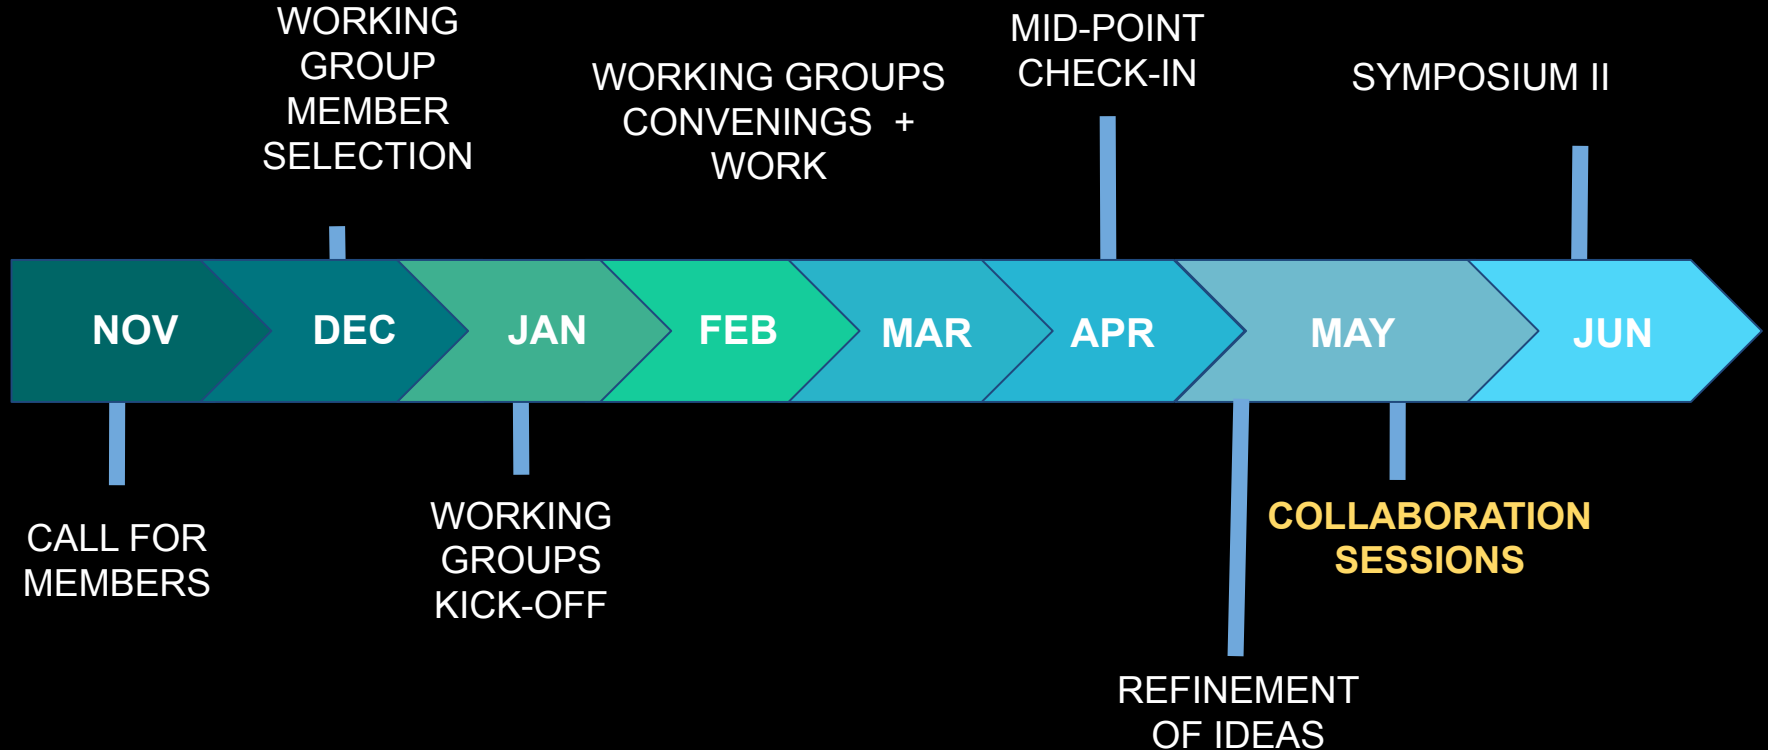 WORKING
GROUP
MEMBER
SELECTION
WORKING GROUPS
CONVENINGS +
WORK
MID-POINT
CHECK-IN
SYMPOSIUM II
NOV
DEC
JAN
FEB
MAR
APR
MAY
JUN
CALL FOR
MEMBERS
WORKING
GROUPS
KICK-OFF
REFINEMENT
OF IDEAS
COLLABORATION
SESSIONS